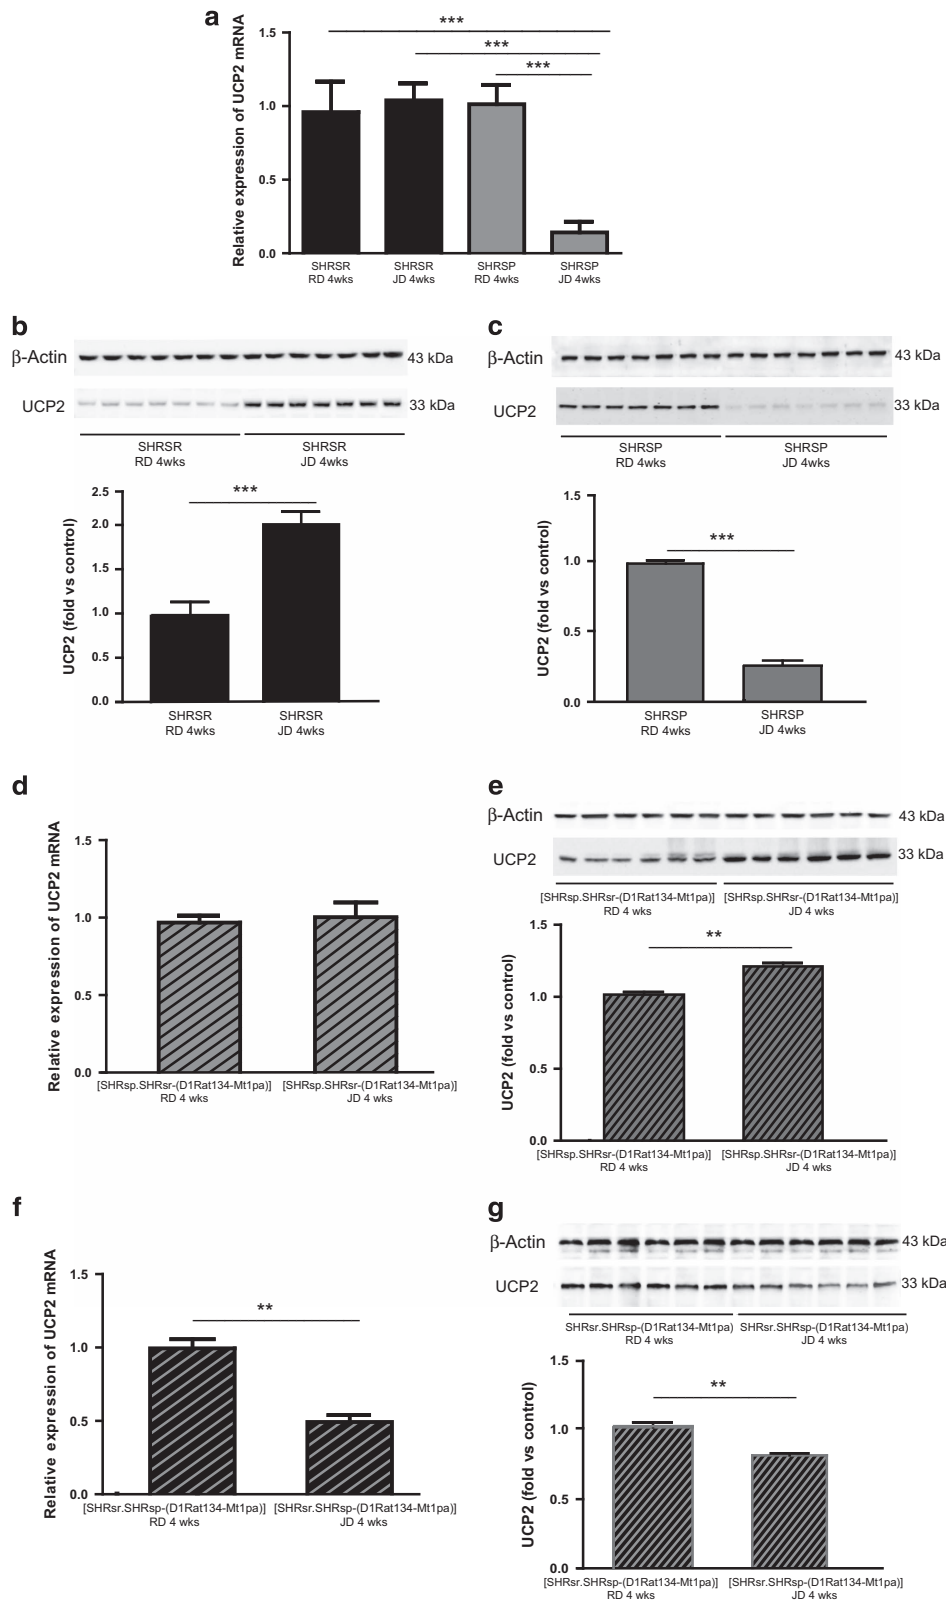 a
***
***
***
Relative expression of UCP2 mRNA
1.5
1.0
0.5
0.0
SHRSR
RD 4wks
SHRSR
JD 4wks
SHRSP
RD 4wks
SHRSP
JD 4wks
b
β-Actin
43 kDa
UCP2
33 kDa
SHRSR
RD 4wks
SHRSR
JD 4wks
UCP2 (fold vs control)
2.5
2.0
1.5
1.0
0.5
0.0
***
SHRSR
RD 4wks
SHRSR
JD 4wks
c
β-Actin
43 kDa
UCP2
33 kDa
SHRSP
RD 4wks
SHRSP
JD 4wks
UCP2 (fold vs control)
1.5
1.0
0.5
0.0
***
SHRSP
RD 4wks
SHRSP
JD 4wks
d
Relative expression of UCP2 mRNA
1.5
1.0
0.5
0.0
[SHRsp.SHRsr-(D1Rat134-Mt1pa)]
RD 4 wks
[SHRsp.SHRsr-(D1Rat134-Mt1pa)]
JD 4 wks
e
β-Actin
43 kDa
UCP2
33 kDa
[SHRsp.SHRsr-(D1Rat134-Mt1pa)]
RD 4 wks
[SHRsp.SHRsr-(D1Rat134-Mt1pa)]
JD 4 wks
UCP2 (fold vs control)
1.5
1.0
0.5
0.0
**
[SHRsp.SHRsr-(D1Rat134-Mt1pa)]
RD 4 wks
[SHRsp.SHRsr-(D1Rat134-Mt1pa)]
JD 4 wks
f
Relative expression of UCP2 mRNA
1.5
1.0
0.5
0.0
**
[SHRsr.SHRsp-(D1Rat134-Mt1pa)]
RD 4 wks
[SHRsr.SHRsp-(D1Rat134-Mt1pa)]
JD 4 wks
g
β-Actin
43 kDa
UCP2
33 kDa
SHRsr.SHRsp-(D1Rat134-Mt1pa)
RD 4 wks
SHRsr.SHRsp-(D1Rat134-Mt1pa)
JD 4 wks
UCP2 (fold vs control)
1.5
1.0
0.5
0.0
**
[SHRsr.SHRsp-(D1Rat134-Mt1pa)]
RD 4 wks
[SHRsr.SHRsp-(D1Rat134-Mt1pa)]
JD 4 wks